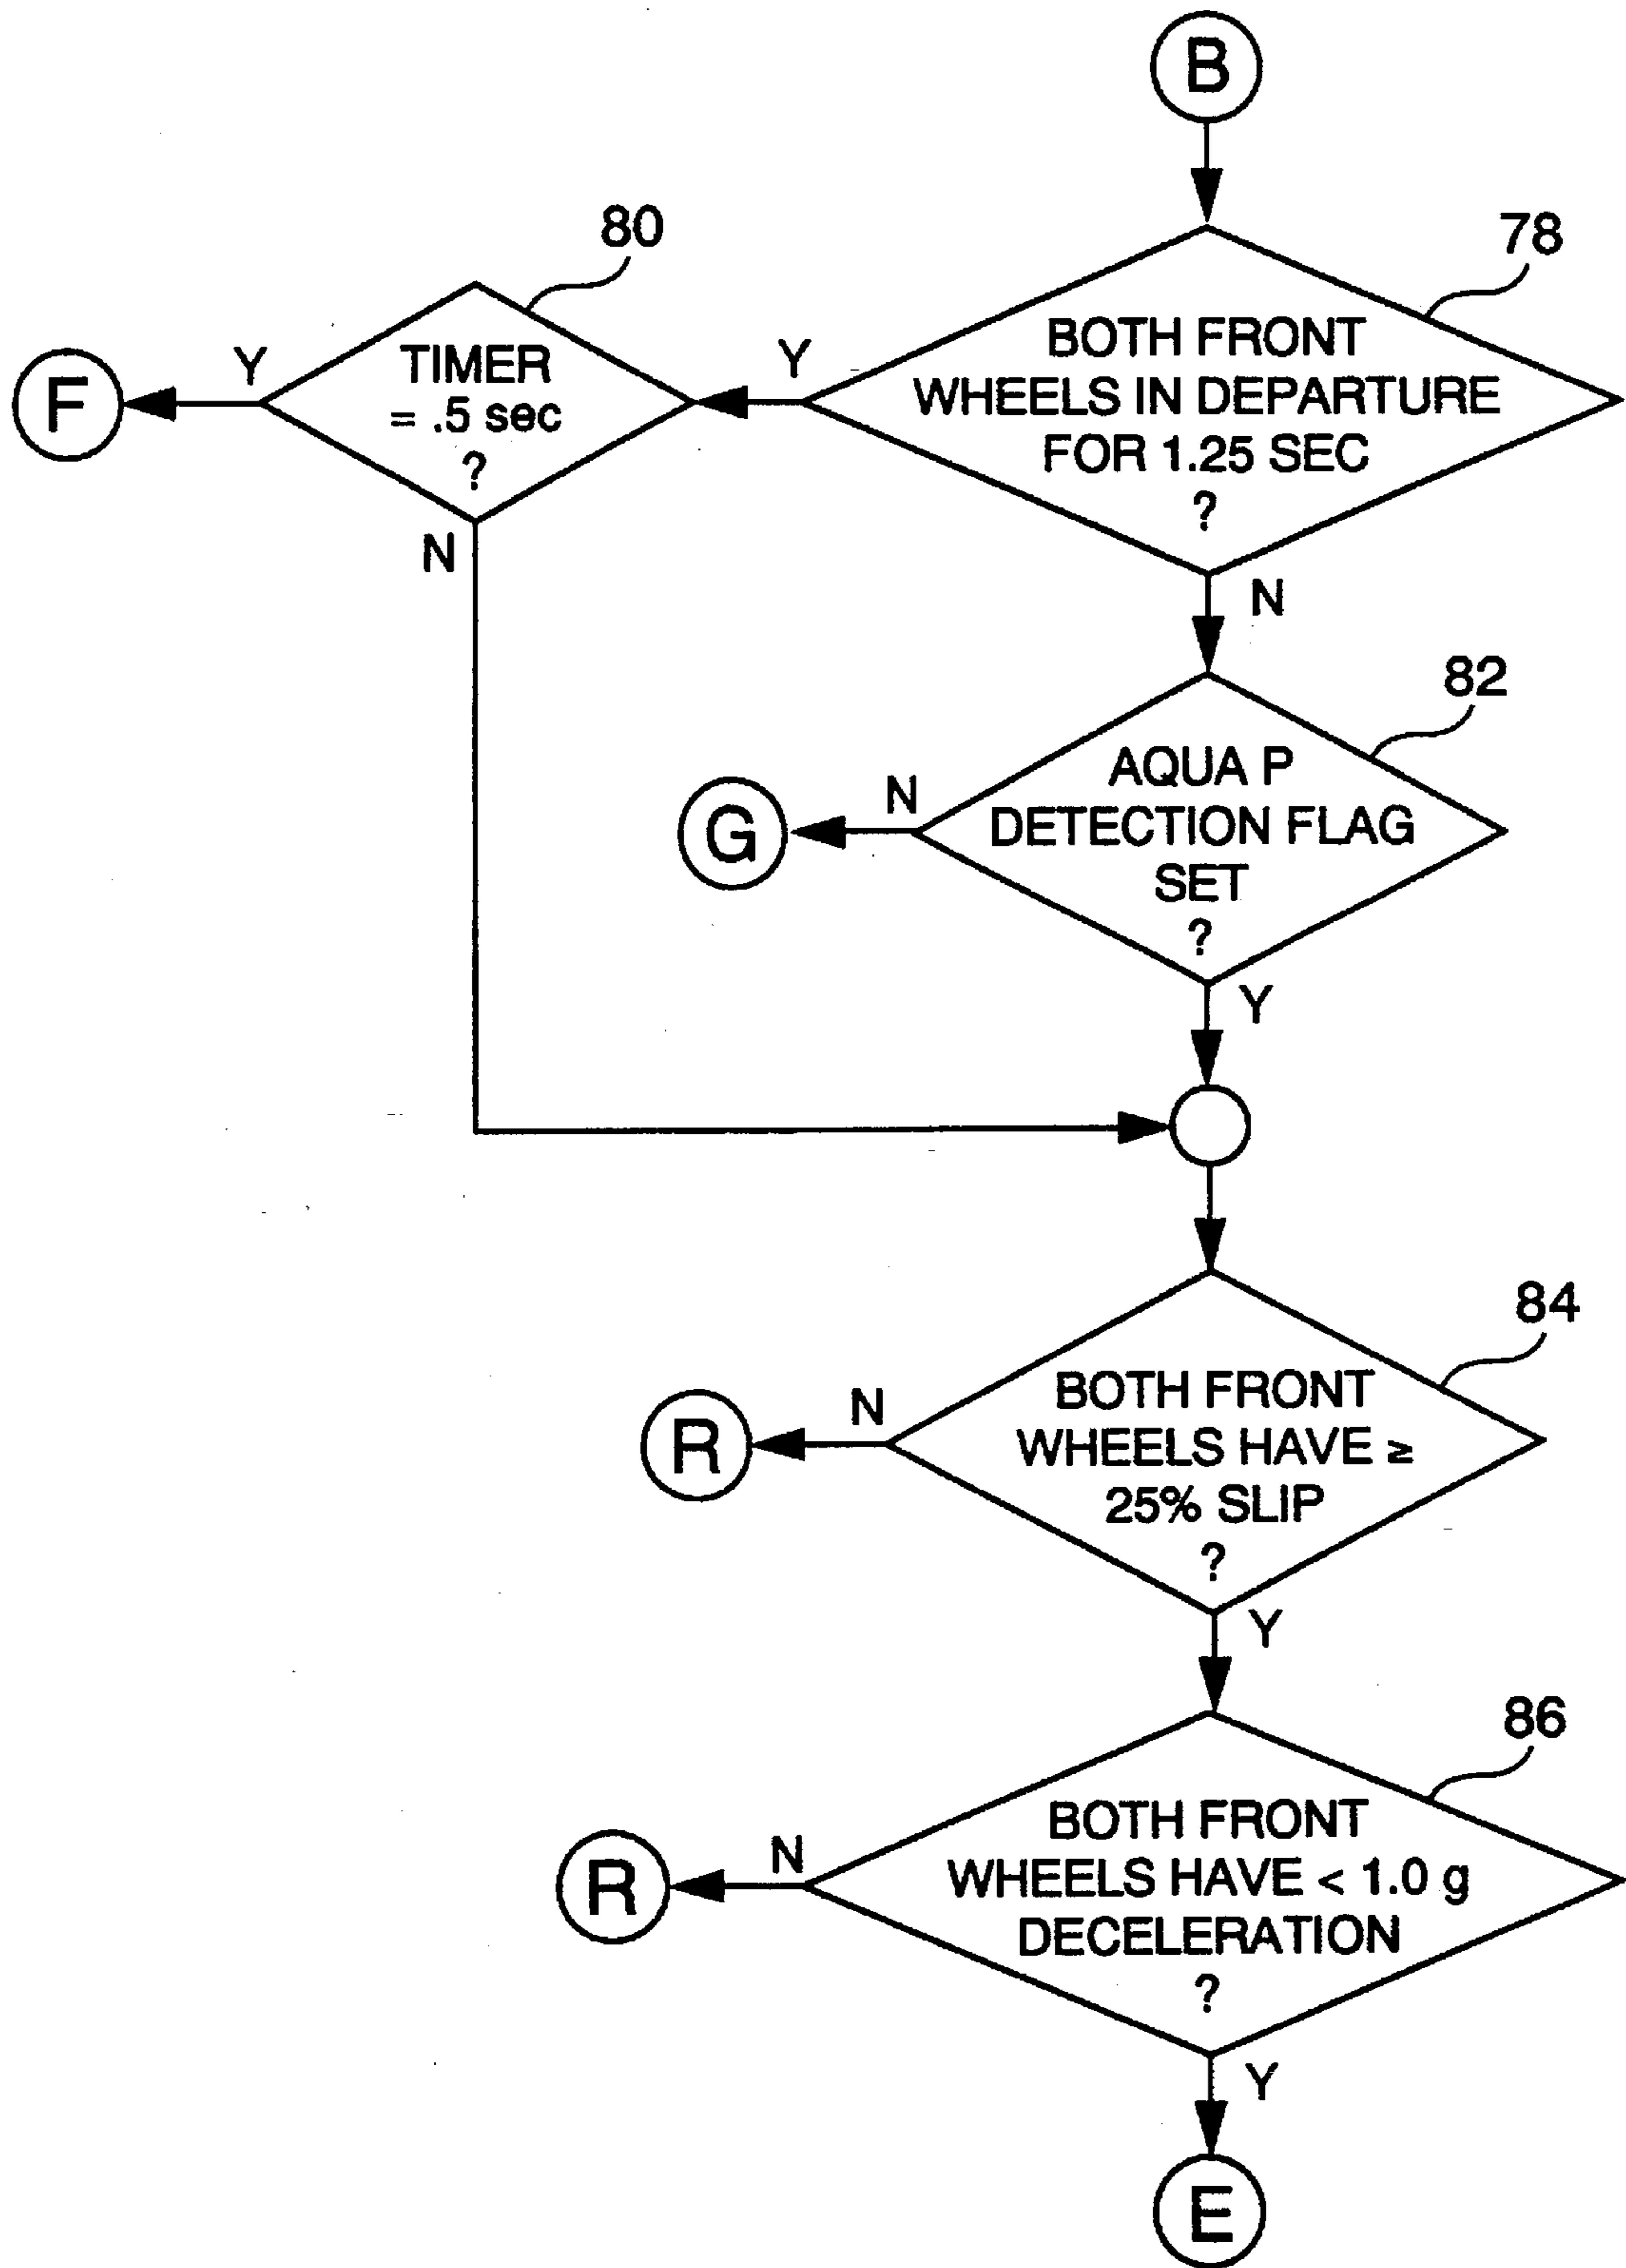 B
78
BOTH FRONT
WHEELS IN DEPARTURE
FOR 1.25 SEC
?
Y
N
80
TIMER
= .5 sec
?
Y
N
F
82
AQUA P
DETECTION FLAG
SET
?
N
Y
G
84
BOTH FRONT
WHEELS HAVE ≥
25% SLIP
?
N
Y
R
86
BOTH FRONT
WHEELS HAVE < 1.0 g
DECELERATION
?
N
Y
R
E